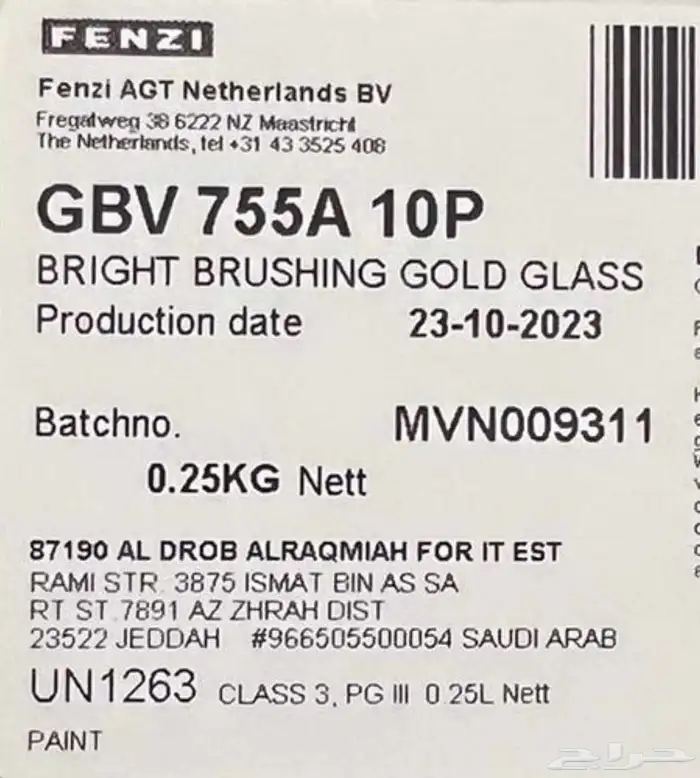 FENZI
Fenzi AGT Netherlands BV
Fregatweg 38 6222 NZ Maastricht
The Netherlands, tel +31 43 3525 408
GBV 755A 10P
BRIGHT BRUSHING GOLD GLASS
Production date 23-10-2023
Batchno. MVN009311
0.25KG Nett
87190 AL DROB ALRAQMIAH FOR IT EST
RAMI STR. 3875 ISMAT BIN AS SA
RT ST.7891 AZ ZHRAH DIST
23522 JEDDAH #966505500054 SAUDI ARAB
UN1263 CLASS 3, PG III 0.25L Nett
PAINT
حراج